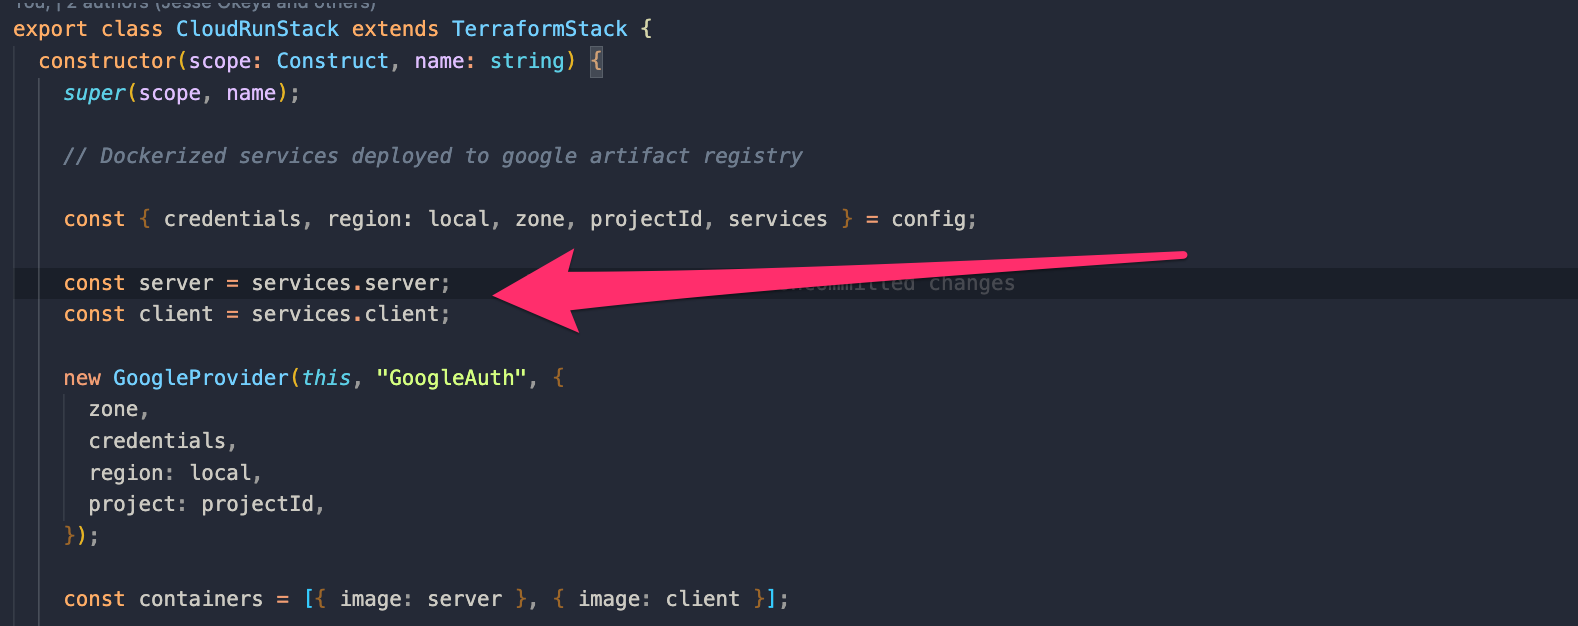 You, | 2 authors (Jesse Okeya and others)
export class CloudRunStack extends TerraformStack {
constructor(scope: Construct, name: string) {
super(scope, name);
// Dockerized services deployed to google artifact registry
const { credentials, region: local, zone, projectId, services } = config;
const server = services.server;
changes
const client = services.client;
new GoogleProvider(this, "GoogleAuth", {
zone,
credentials,
region: local,
project: projectId,
});
const containers = [{ image: server }, { image: client }];